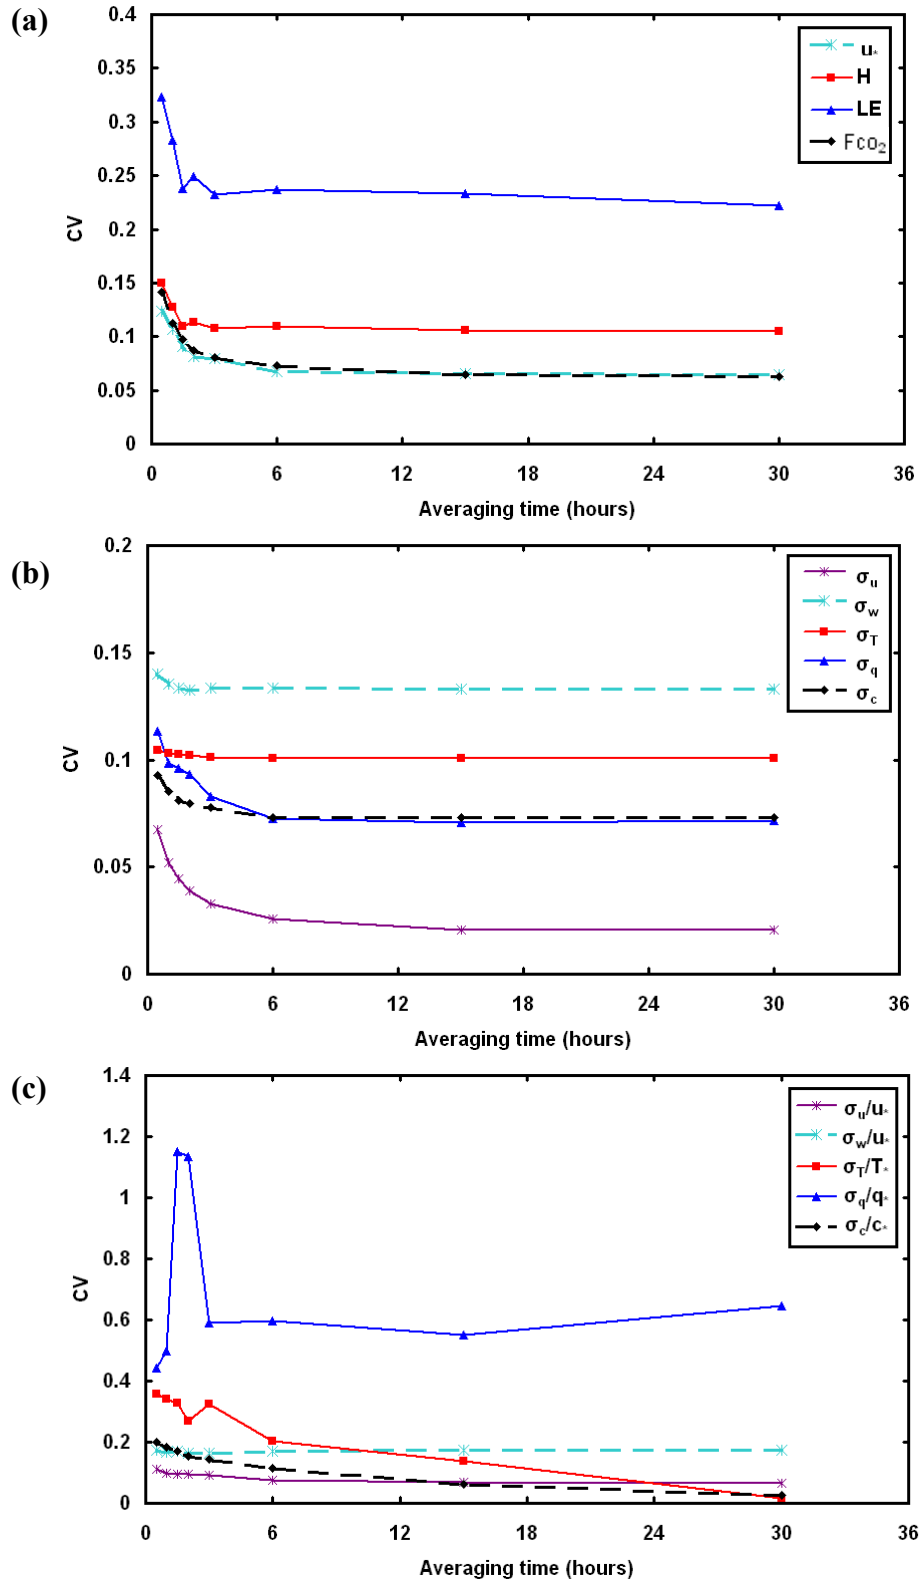 (a)
0.4
0.35
0.3
0.25
0.2
0.15
0.1
0.05
0
CV
u*
H
LE
Fco₂
0 6 12 18 24 30 36
Averaging time (hours)
(b)
0.2
0.15
0.1
0.05
0
CV
σu
σw
σT
σq
σc
0 6 12 18 24 30 36
Averaging time (hours)
(c)
1.4
1.2
1
0.8
0.6
0.4
0.2
0
CV
σu/u*
σw/u*
σT/T*
σq/q*
σc/c*
0 6 12 18 24 30 36
Averaging time (hours)